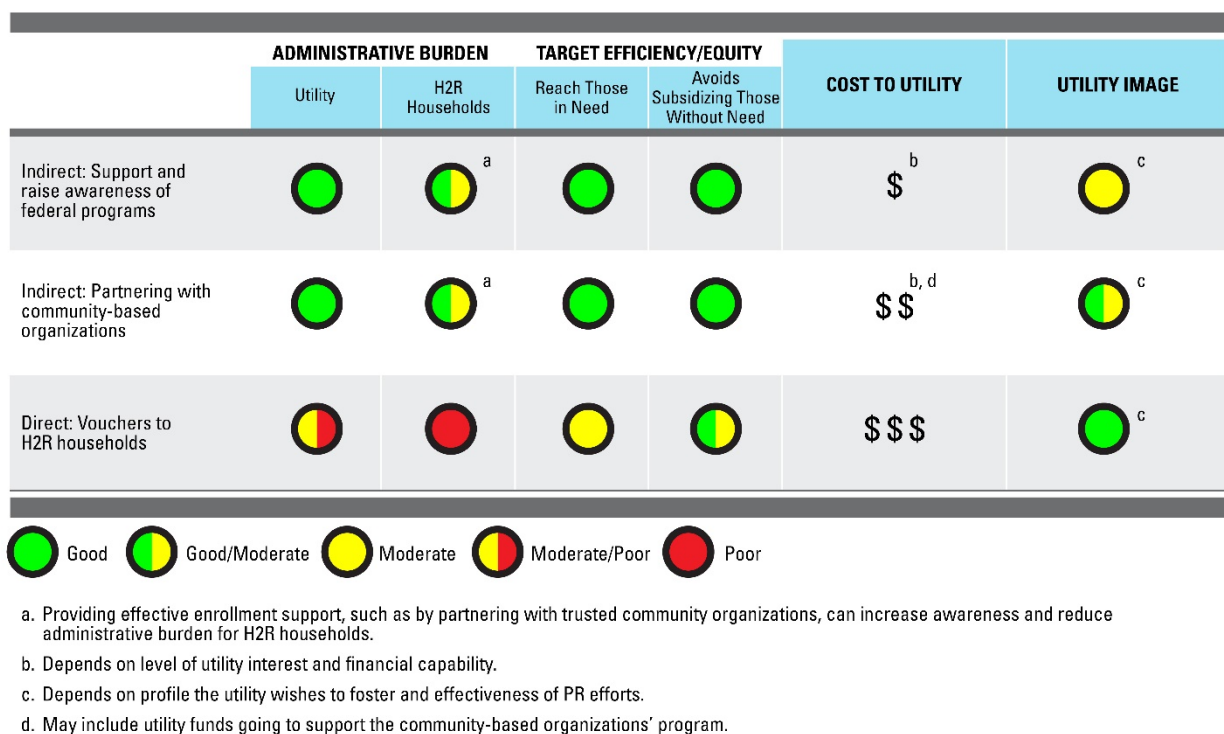 ADMINISTRATIVE BURDEN
TARGET EFFICIENCY/EQUITY
COST TO UTILITY
UTILITY IMAGE
Utility
H2R
Households
Reach Those
in Need
Avoids
Subsidizing Those
Without Need
Indirect: Support and
raise awareness of
federal programs
a
$ b
c
Indirect: Partnering with
community-based
organizations
a
$$ b, d
c
Direct: Vouchers to
H2R households
$$$
c
Good
Good/Moderate
Moderate
Moderate/Poor
Poor
a. Providing effective enrollment support, such as by partnering with trusted community organizations, can increase awareness and reduce
administrative burden for H2R households.
b. Depends on level of utility interest and financial capability.
c. Depends on profile the utility wishes to foster and effectiveness of PR efforts.
d. May include utility funds going to support the community-based organizations' program.